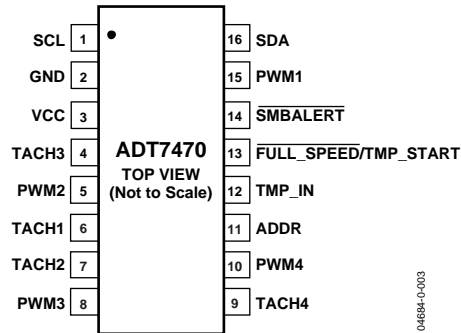 SCL 1 16 SDA
GND 2 15 PWM1
VCC 3 14 SMBALERT
TACH3 4 ADT7470 13 FULL_SPEED/TMP_START
TOP VIEW
PWM2 5 (Not to Scale) 12 TMP_IN
TACH1 6 11 ADDR
TACH2 7 10 PWM4
PWM3 8 9 TACH4
04684-0-003